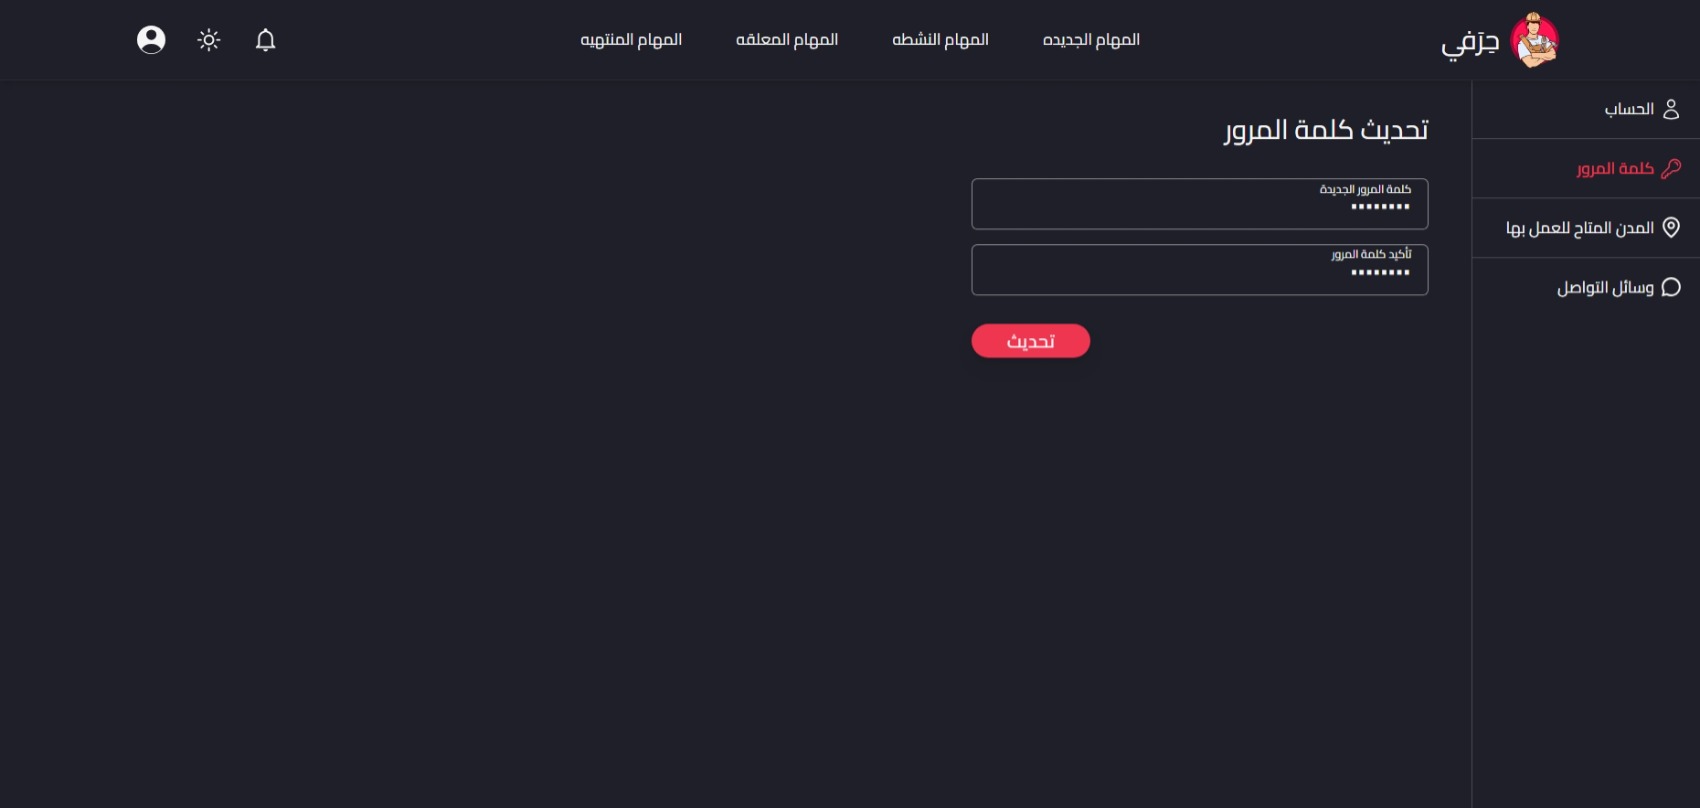 حِرَفي
المهام الجديده
المهام النشطه
المهام المعلقه
المهام المنتهيه
الحساب
كلمة المرور
المدن المتاح للعمل بها
وسائل التواصل
تحديث كلمة المرور
كلمة المرور الجديدة
تأكيد كلمة المرور
تحديث